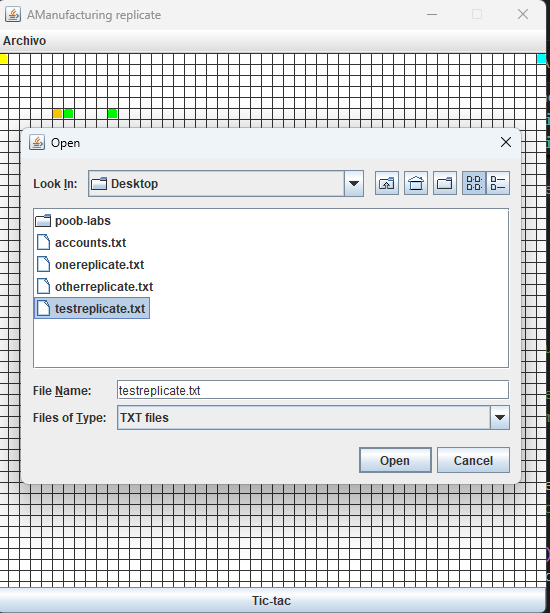 AManufacturing replicate
Archivo
Open
Look In: Desktop
poob-labs
accounts.txt
onereplicate.txt
otherreplicate.txt
testreplicate.txt
File Name: testreplicate.txt
Files of Type: TXT files
Open Cancel
Tic-tac